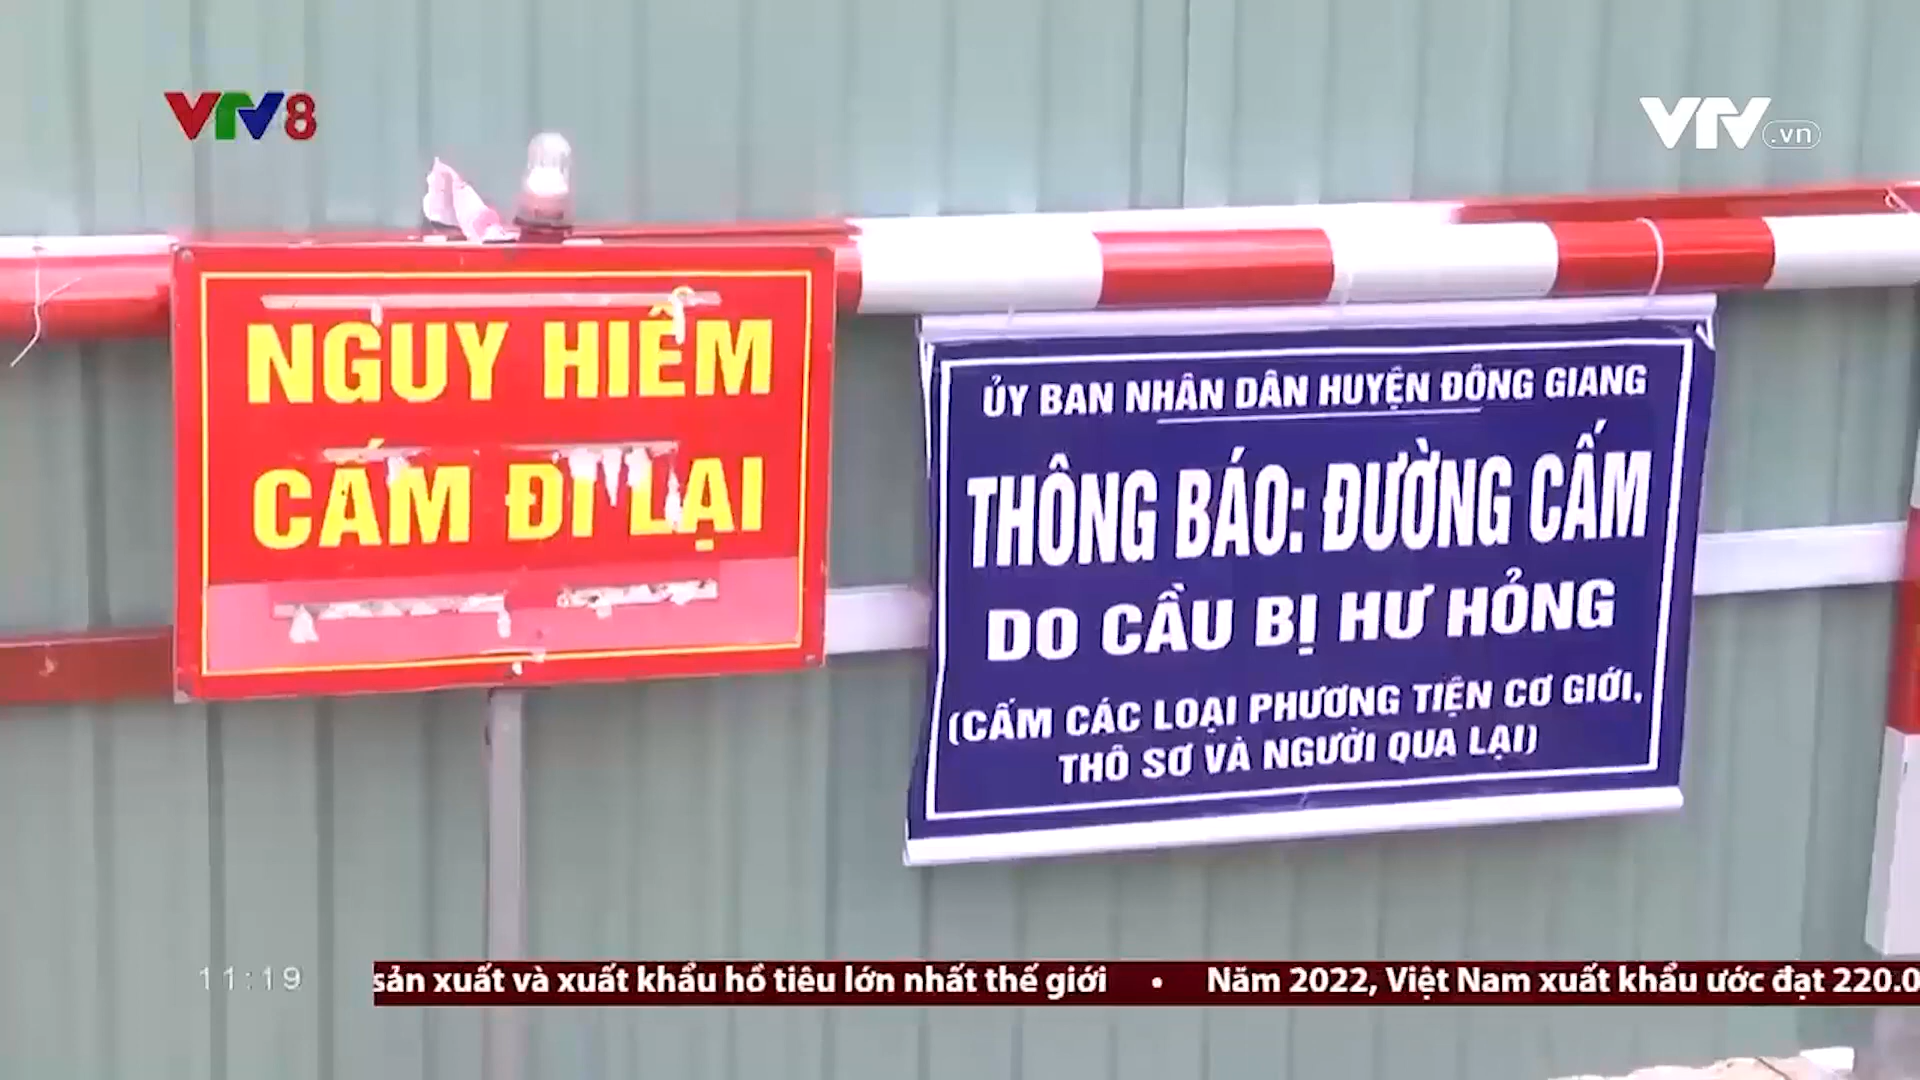 VTV8
VTV.vn
NGUY HIỂM
CẤM ĐI LẠI
ỦY BAN NHÂN DÂN HUYỆN ĐÔNG GIANG
THÔNG BÁO: ĐƯỜNG CẤM
DO CẦU BỊ HƯ HỎNG
(CẤM CÁC LOẠI PHƯƠNG TIỆN CƠ GIỚI,
THÔ SƠ VÀ NGƯỜI QUA LẠI)
11:19
sản xuất và xuất khẩu hồ tiêu lớn nhất thế giới • Năm 2022, Việt Nam xuất khẩu ước đạt 220.0